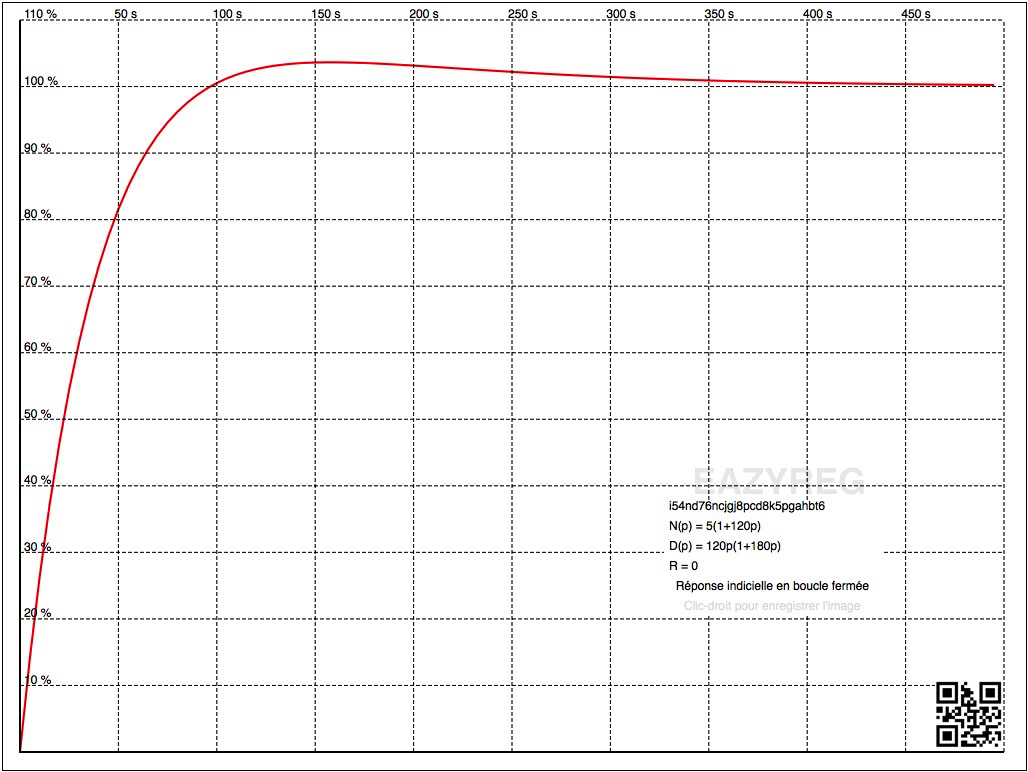 110 % 50 s 100 s 150 s 200 s 250 s 300 s 350 s 400 s 450 s
100 %
90 %
80 %
70 %
60 %
50 %
40 %
EAZYREG
i54nd76ncjgj8pcd8k5pgahbt6
N(p) = 5(1+120p)
D(p) = 120p(1+180p)
30 %
R = 0
Réponse indicielle en boucle fermée
Clic-droit pour enregistrer l'image
20 %
10 %